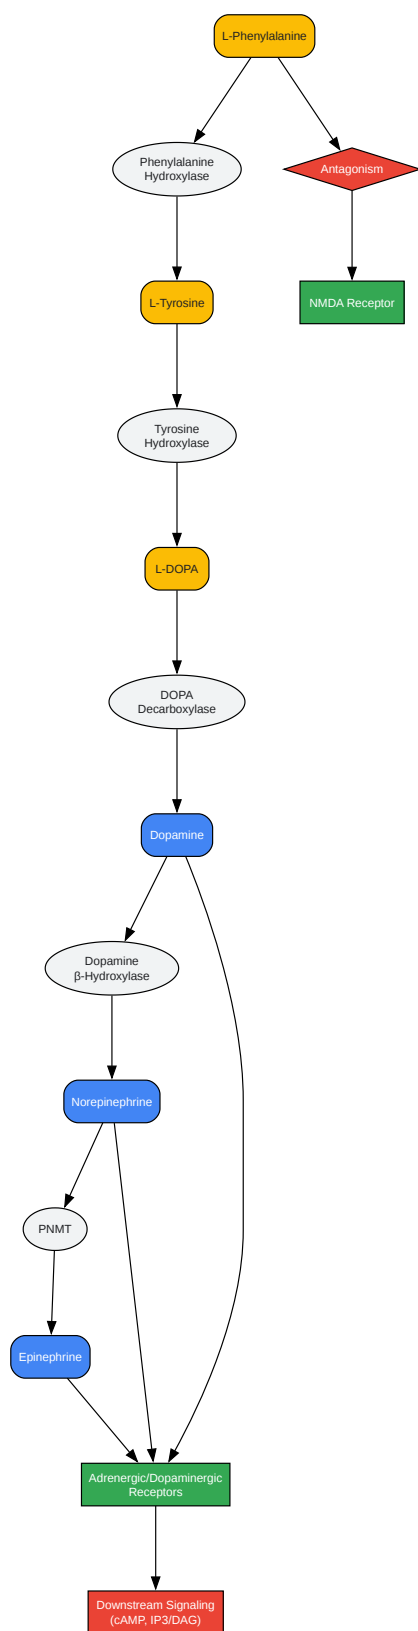 L-Phenylalanine
Phenylalanine
Hydroxylase
Antagonism
L-Tyrosine
NMDA Receptor
Tyrosine
Hydroxylase
L-DOPA
DOPA
Decarboxylase
Dopamine
Dopamine
β-Hydroxylase
Norepinephrine
PNMT
Epinephrine
Adrenergic/Dopaminergic
Receptors
Downstream Signaling
(cAMP, IP3/DAG)